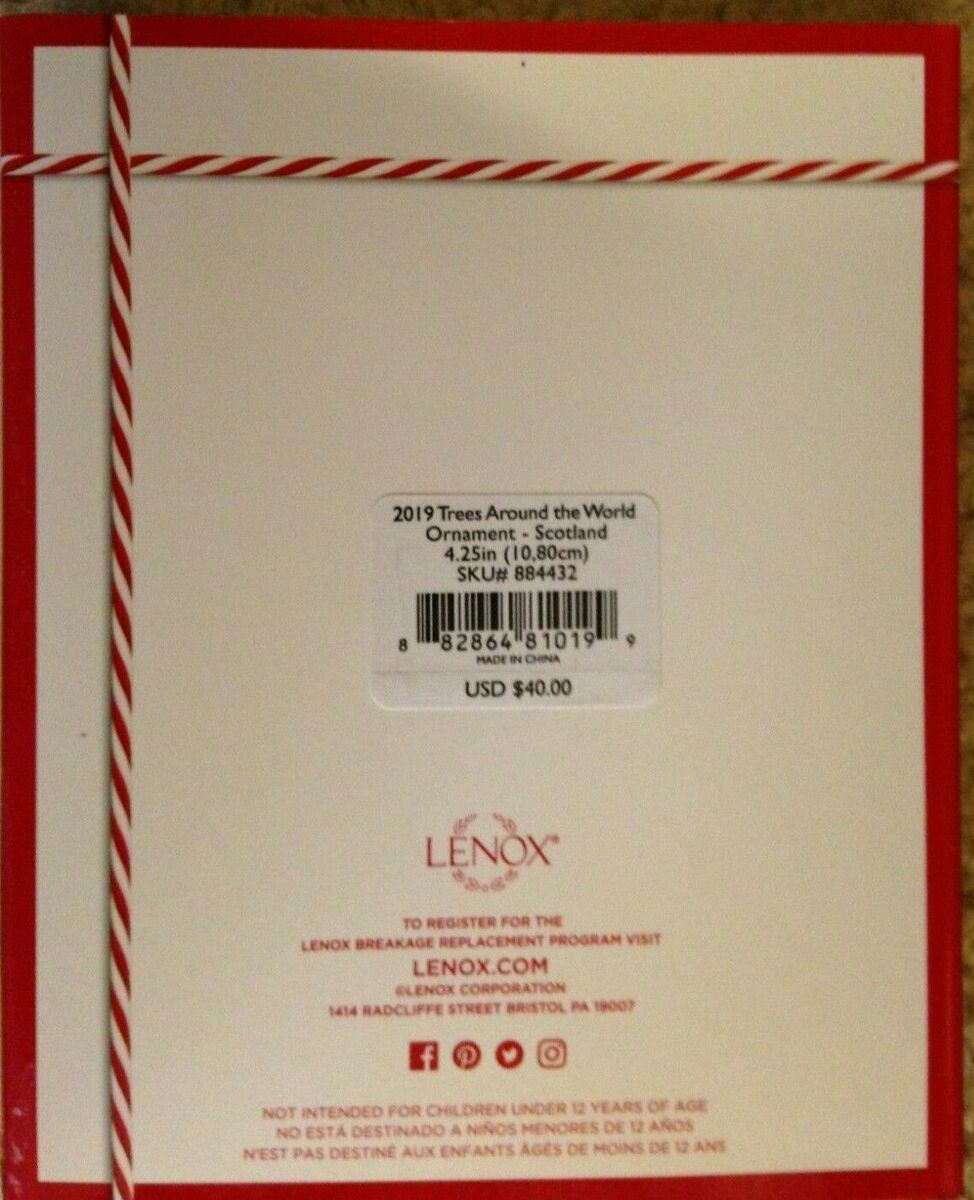 2019 Trees Around the World
Ornament - Scotland
4.25in (10,80cm)
SKU# 884432
8 82864 81019 9
MADE IN CHINA
USD $40.00
LENOX®
TO REGISTER FOR THE
LENOX BREAKAGE REPLACEMENT PROGRAM VISIT
LENOX.COM
©LENOX CORPORATION
1414 RADCLIFFE STREET BRISTOL PA 19007
NOT INTENDED FOR CHILDREN UNDER 12 YEARS OF AGE
NO ESTÁ DESTINADO A NIÑOS MENORES DE 12 AÑOS
N'EST PAS DESTINÉ AUX ENFANTS ÂGÉS DE MOINS DE 12 ANS